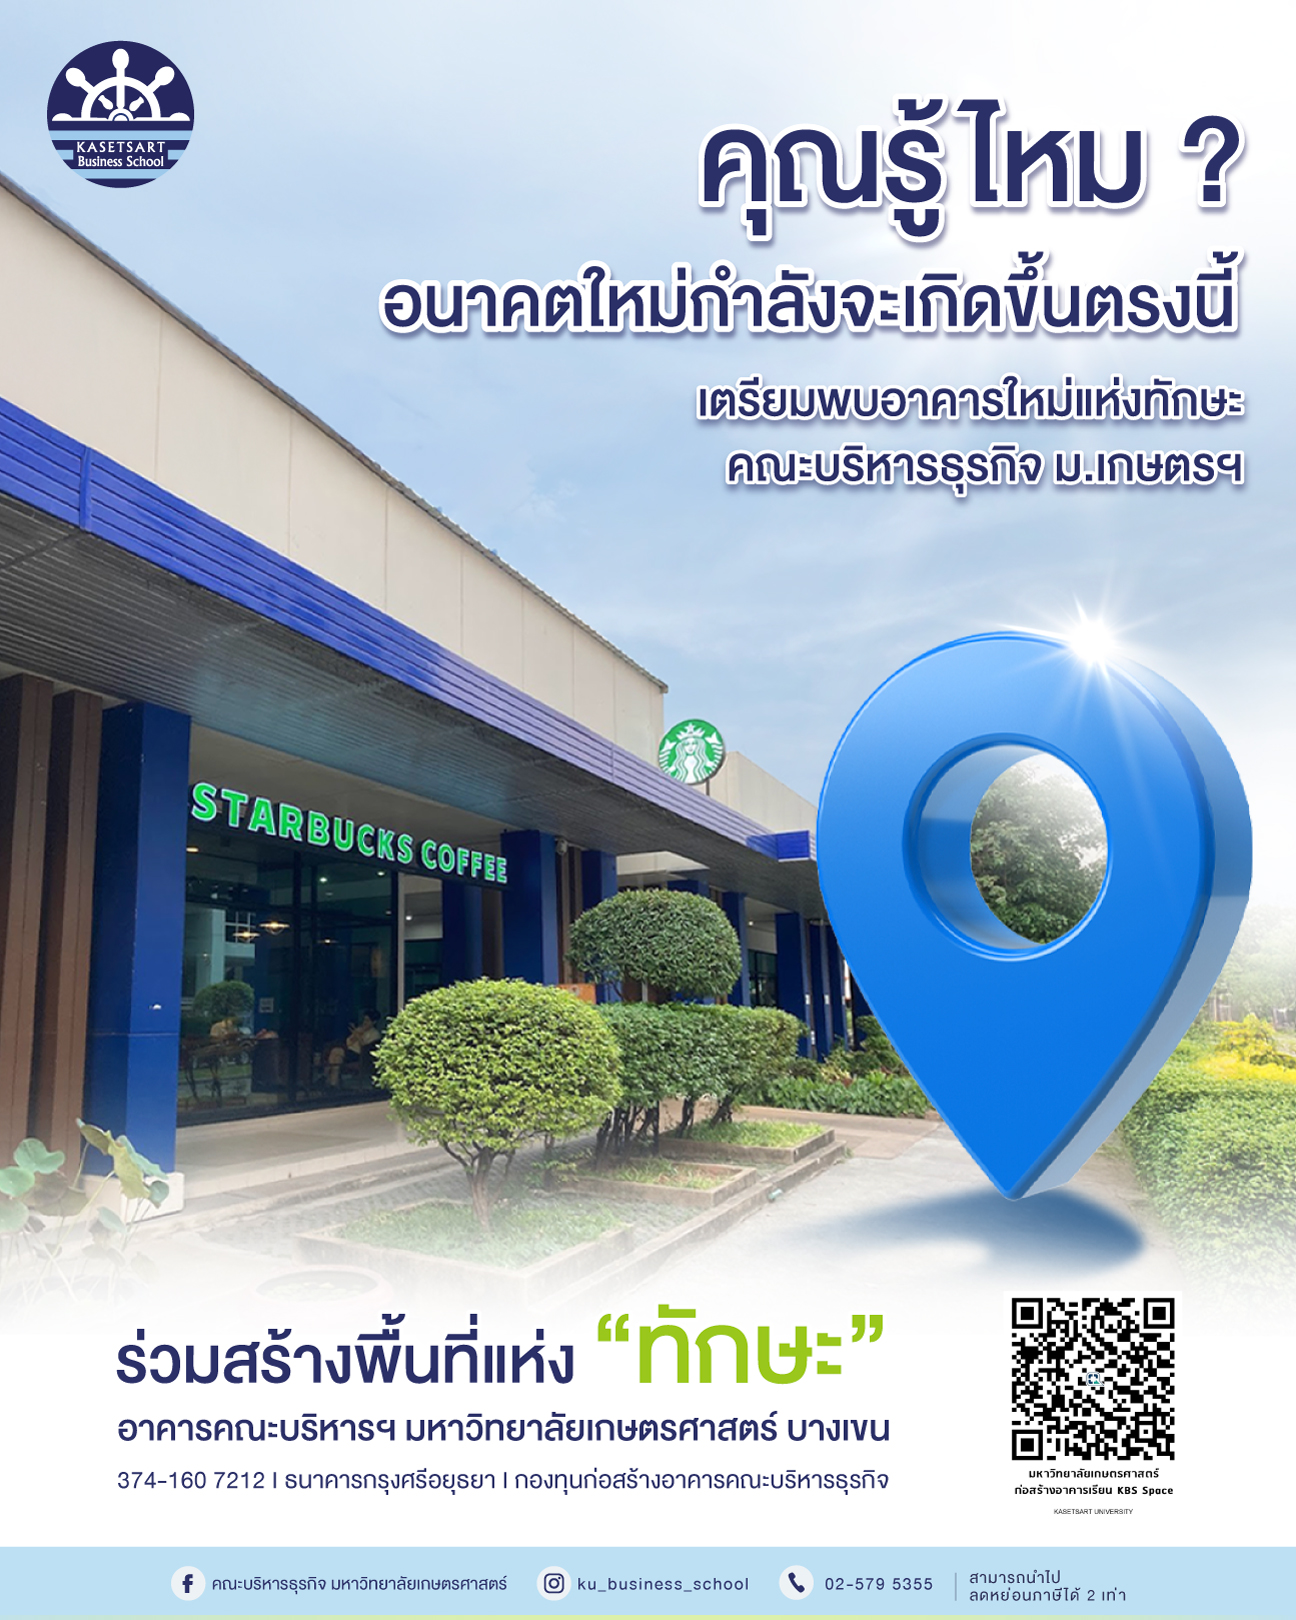 KASETSART
Business School
คุณรู้ไหม ?
อนาคตใหม่กำลังจะเกิดขึ้นตรงนี้
เตรียมพบอาคารใหม่แห่งทักษะ
คณะบริหารธุรกิจ ม.เกษตรฯ
STARBUCKS COFFEE
ร่วมสร้างพื้นที่แห่ง “ทักษะ”
อาคารคณะบริหารฯ มหาวิทยาลัยเกษตรศาสตร์ บางเขน
374-160 7212 I ธนาคารกรุงศรีอยุธยา I กองทุนก่อสร้างอาคารคณะบริหารธุรกิจ
มหาวิทยาลัยเกษตรศาสตร์
ก่อสร้างอาคารเรียน KBS Space
KASETSART UNIVERSITY
คณะบริหารธุรกิจ มหาวิทยาลัยเกษตรศาสตร์
ku_business_school
02-579 5355
สามารถนำไป
ลดหย่อนภาษีได้ 2 เท่า